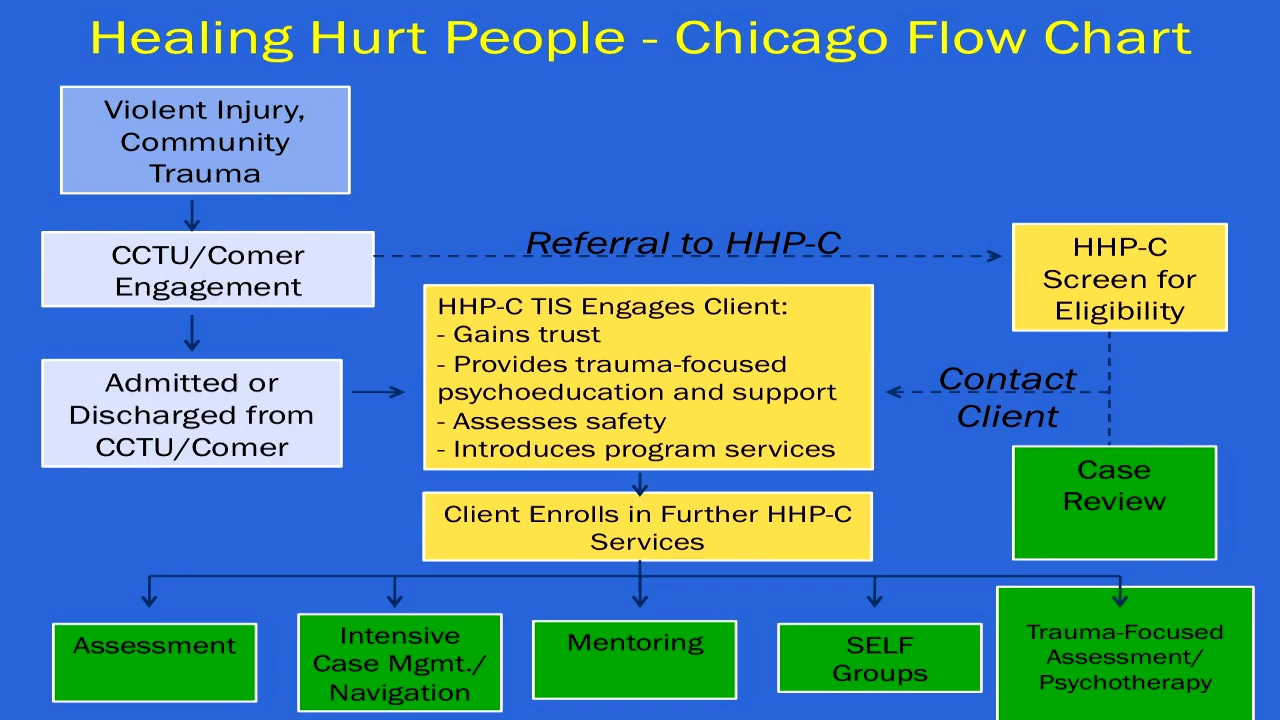 Healing Hurt People - Chicago Flow Chart
Violent Injury,
Community
Trauma
CCTU/Comer
Engagement
Referral to HHP-C
HHP-C
Screen for
Eligibility
Admitted or
Discharged from
CCTU/Comer
HHP-C TIS Engages Client:
- Gains trust
- Provides trauma-focused
psychoeducation and support
- Assesses safety
- Introduces program services
Contact
Client
Case
Review
Client Enrolls in Further HHP-C
Services
Assessment
Intensive
Case Mgmt./
Navigation
Mentoring
SELF
Groups
Trauma-Focused
Assessment/
Psychotherapy